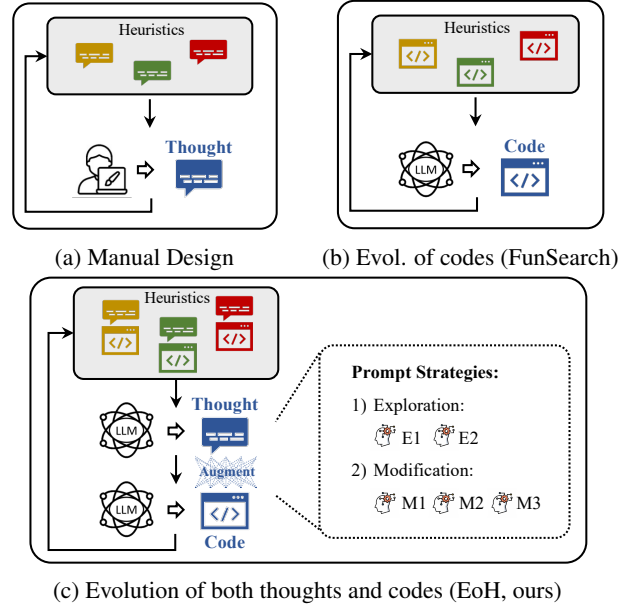 Heuristics
Thought
(a) Manual Design
Heuristics
</>
</>
</>
LLM
Code
</>
(b) Evol. of codes (FunSearch)
Heuristics
</>
</>
</>
LLM
Thought
Augment
LLM
</>
Code
Prompt Strategies:
1) Exploration:
E1 E2
2) Modification:
M1 M2 M3
(c) Evolution of both thoughts and codes (EoH, ours)